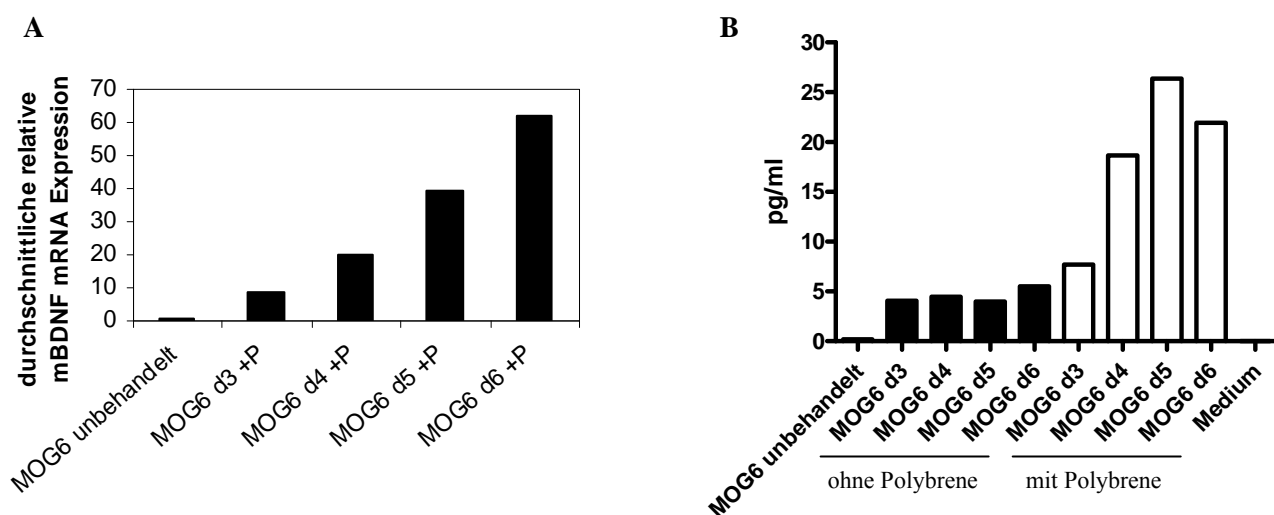 A
durchschnittliche relative
mBDNF mRNA Expression
70
60
50
40
30
20
10
0
MOG6 unbehandelt
MOG6 d3 +P
MOG6 d4 +P
MOG6 d5 +P
MOG6 d6 +P
B
pg/ml
30
25
20
15
10
5
0
MOG6 unbehandelt
MOG6 d3
MOG6 d4
MOG6 d5
MOG6 d6
MOG6 d3
MOG6 d4
MOG6 d5
MOG6 d6
Medium
ohne Polybrene
mit Polybrene